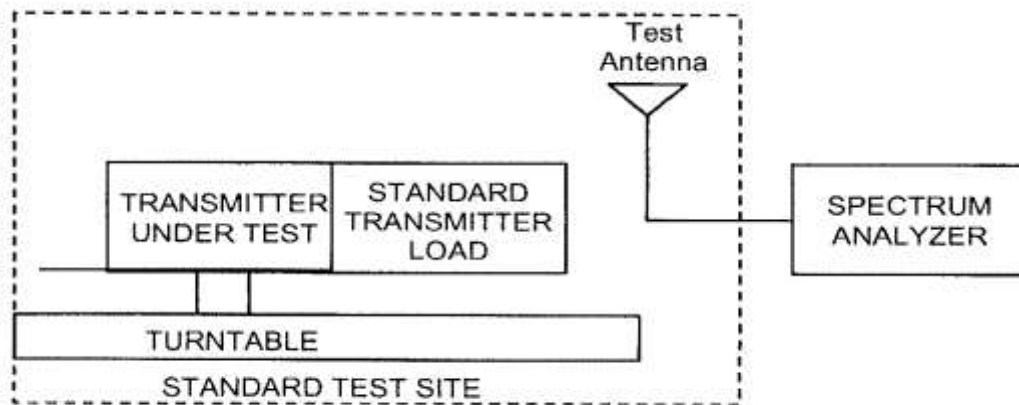 Test
Antenna
TRANSMITTER
UNDER TEST
STANDARD
TRANSMITTER
LOAD
SPECTRUM
ANALYZER
TURNTABLE
STANDARD TEST SITE